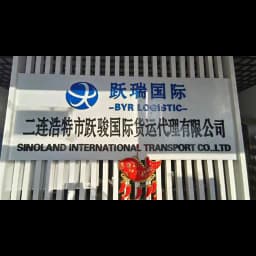 跃瑞国际
-BYR LOGISTIC-
二连浩特市跃骏国际货运代理有限公司
SINOLAND INTERNATIONAL TRANSPORT CO.,LTD